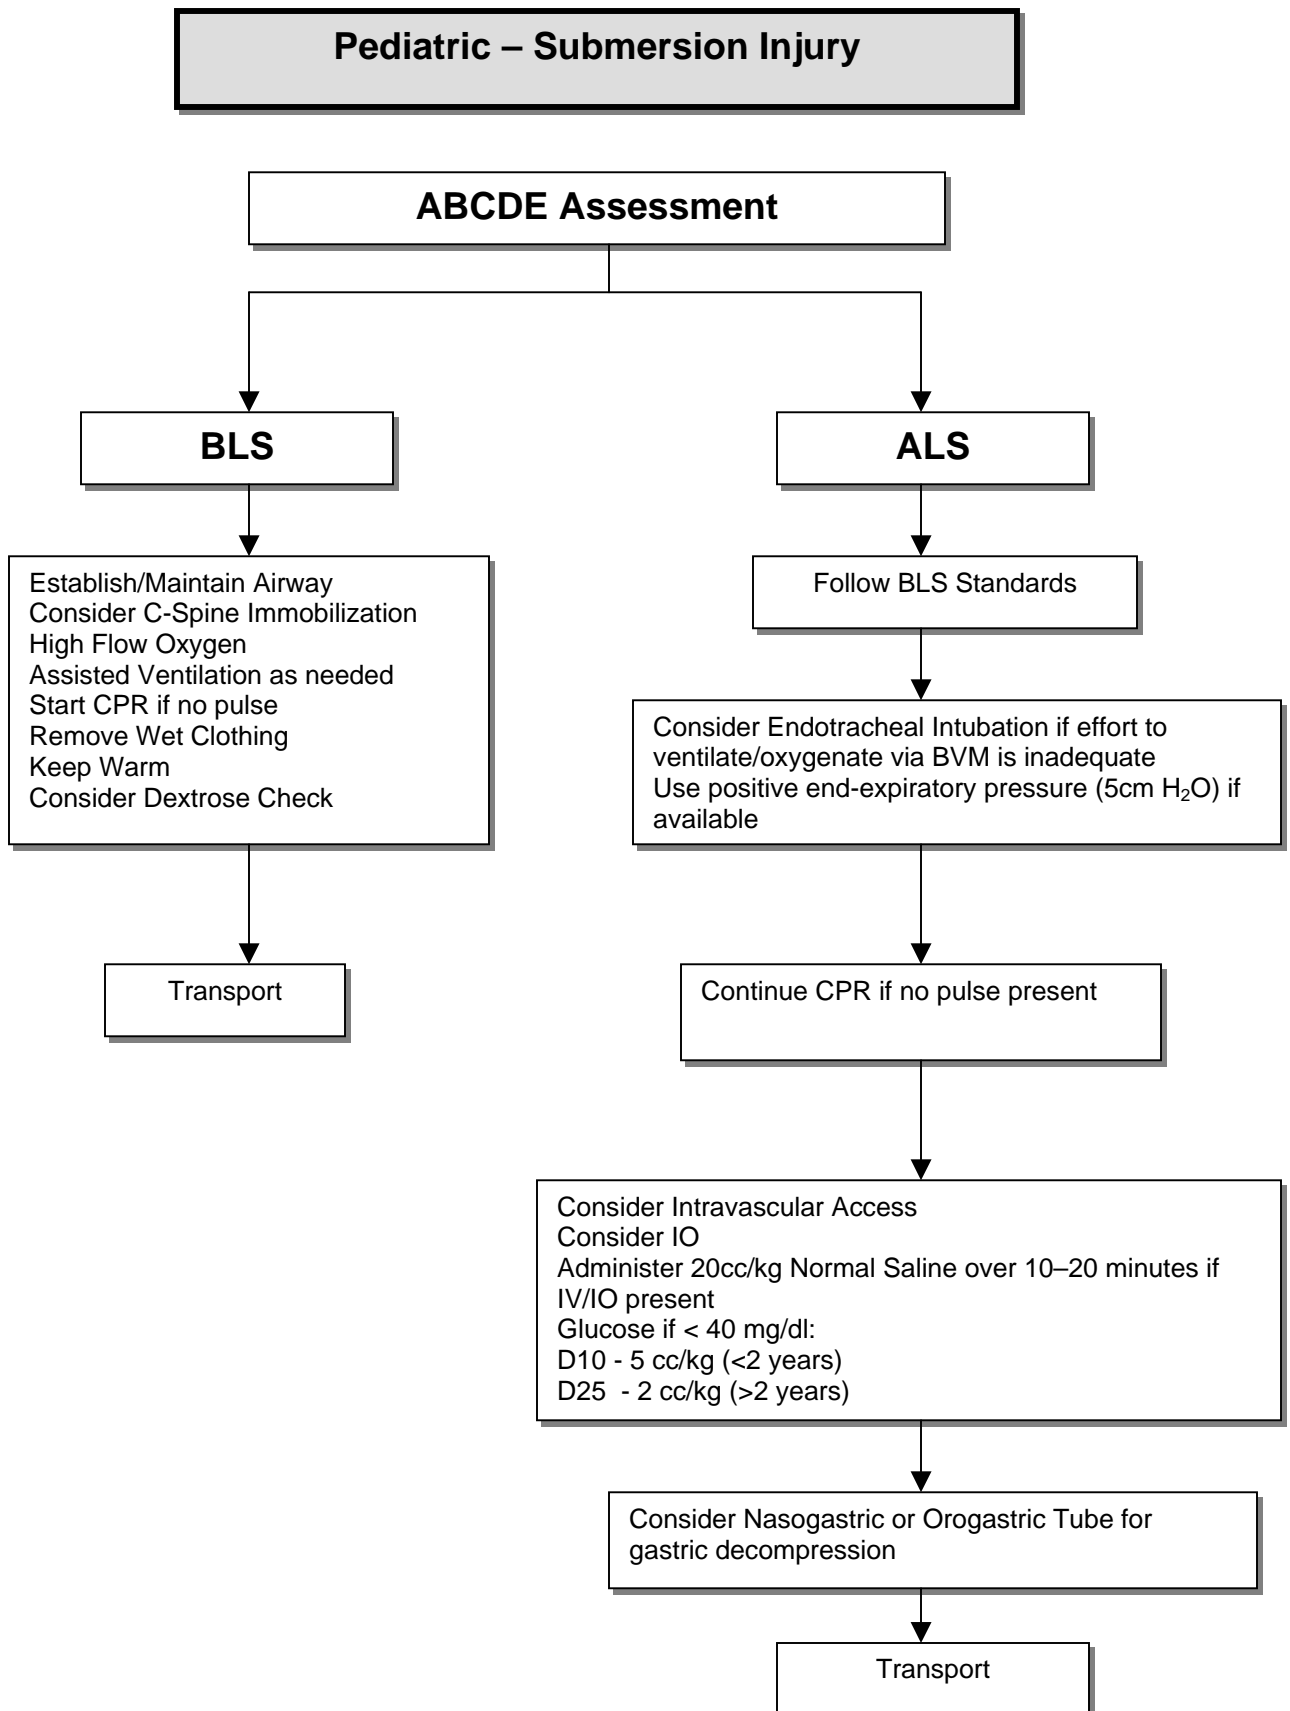 Pediatric – Submersion Injury
ABCDE Assessment
BLS
ALS
Establish/Maintain Airway
Consider C-Spine Immobilization
High Flow Oxygen
Assisted Ventilation as needed
Start CPR if no pulse
Remove Wet Clothing
Keep Warm
Consider Dextrose Check
Transport
Follow BLS Standards
Consider Endotracheal Intubation if effort to
ventilate/oxygenate via BVM is inadequate
Use positive end-expiratory pressure (5cm H₂O) if
available
Continue CPR if no pulse present
Consider Intravascular Access
Consider IO
Administer 20cc/kg Normal Saline over 10–20 minutes if
IV/IO present
Glucose if < 40 mg/dl:
D10 - 5 cc/kg (<2 years)
D25  - 2 cc/kg (>2 years)
Consider Nasogastric or Orogastric Tube for
gastric decompression
Transport